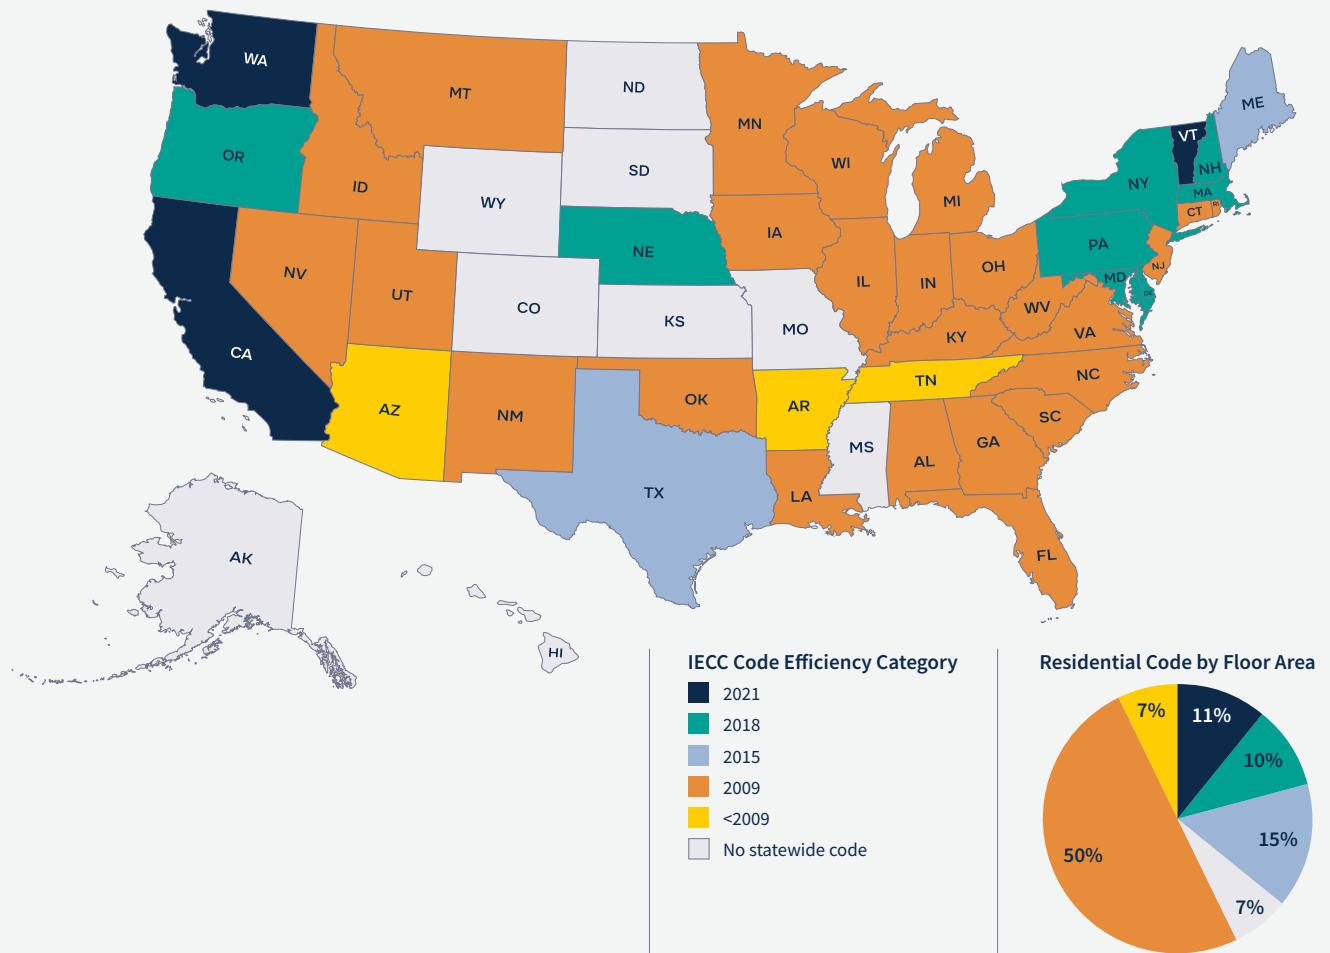 WA
MT
ND
MN
ME
VT
OR
ID
WY
SD
WI
MI
NY
NH
MA
CT
RI
NV
UT
CO
NE
IA
IL
IN
OH
PA
NJ
MD
DE
CA
KS
MO
KY
WV
VA
AZ
NM
OK
AR
TN
NC
SC
TX
LA
MS
AL
GA
FL
AK
HI
IECC Code Efficiency Category
2021
2018
2015
2009
<2009
No statewide code
Residential Code by Floor Area
7%
11%
10%
15%
50%
7%